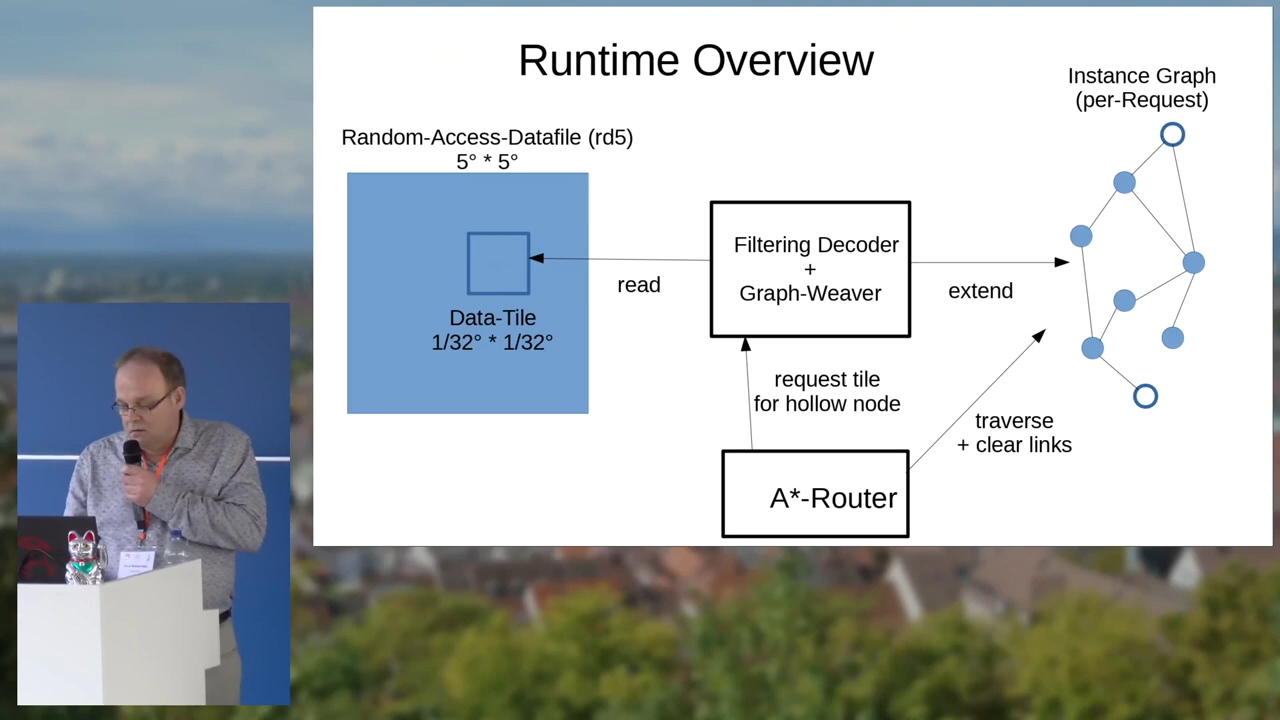 Runtime Overview
Instance Graph
(per-Request)
Random-Access-Datafile (rd5)
5° * 5°
Filtering Decoder
+
Graph-Weaver
read
extend
Data-Tile
1/32° * 1/32°
request tile
for hollow node
traverse
+ clear links
A*-Router